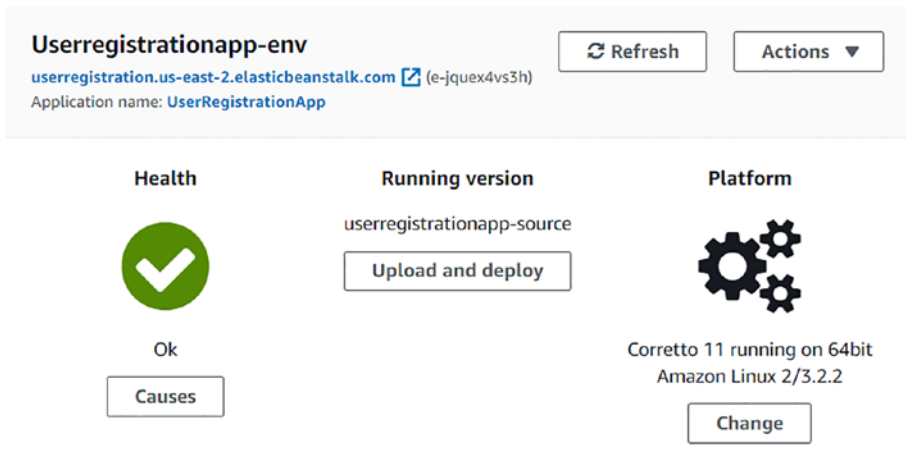 Userregistrationapp-env
Refresh
Actions
userregistration.us-east-2.elasticbeanstalk.com (e-jquex4vs3h)
Application name: UserRegistrationApp
Health
Running version
Platform
userregistrationapp-source
Upload and deploy
Ok
Causes
Corretto 11 running on 64bit
Amazon Linux 2/3.2.2
Change